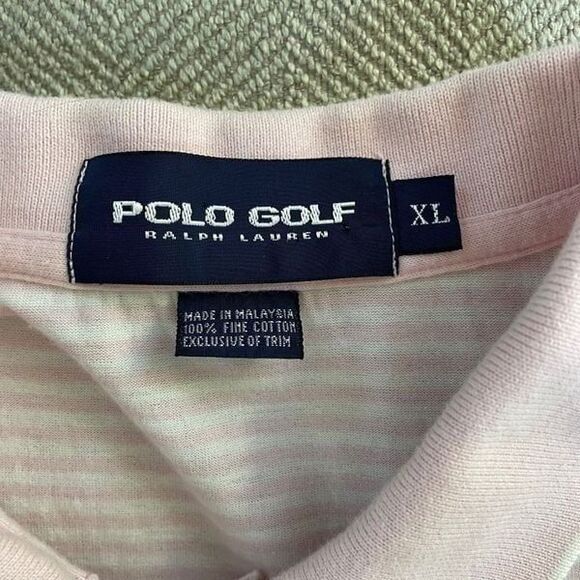 POLO GOLF
RALPH LAUREN
XL
MADE IN MALAYSIA
100% FINE COTTON
EXCLUSIVE OF TRIM